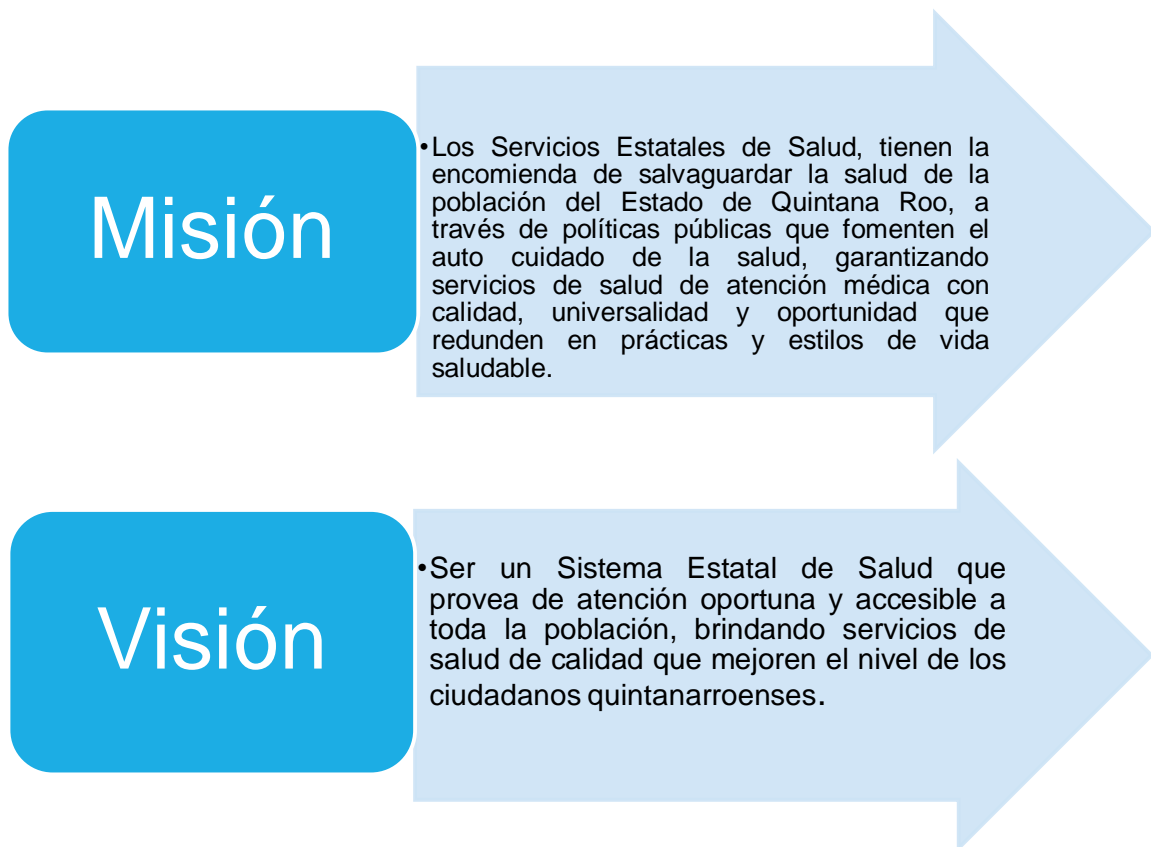 Misión
•Los Servicios Estatales de Salud, tienen la
encomienda de salvaguardar la salud de la
población del Estado de Quintana Roo, a
través de políticas públicas que fomenten el
auto cuidado de la salud, garantizando
servicios de salud de atención médica con
calidad, universalidad y oportunidad que
redunden en prácticas y estilos de vida
saludable.
Visión
•Ser un Sistema Estatal de Salud que
provea de atención oportuna y accesible a
toda la población, brindando servicios de
salud de calidad que mejoren el nivel de los
ciudadanos quintanarroenses.